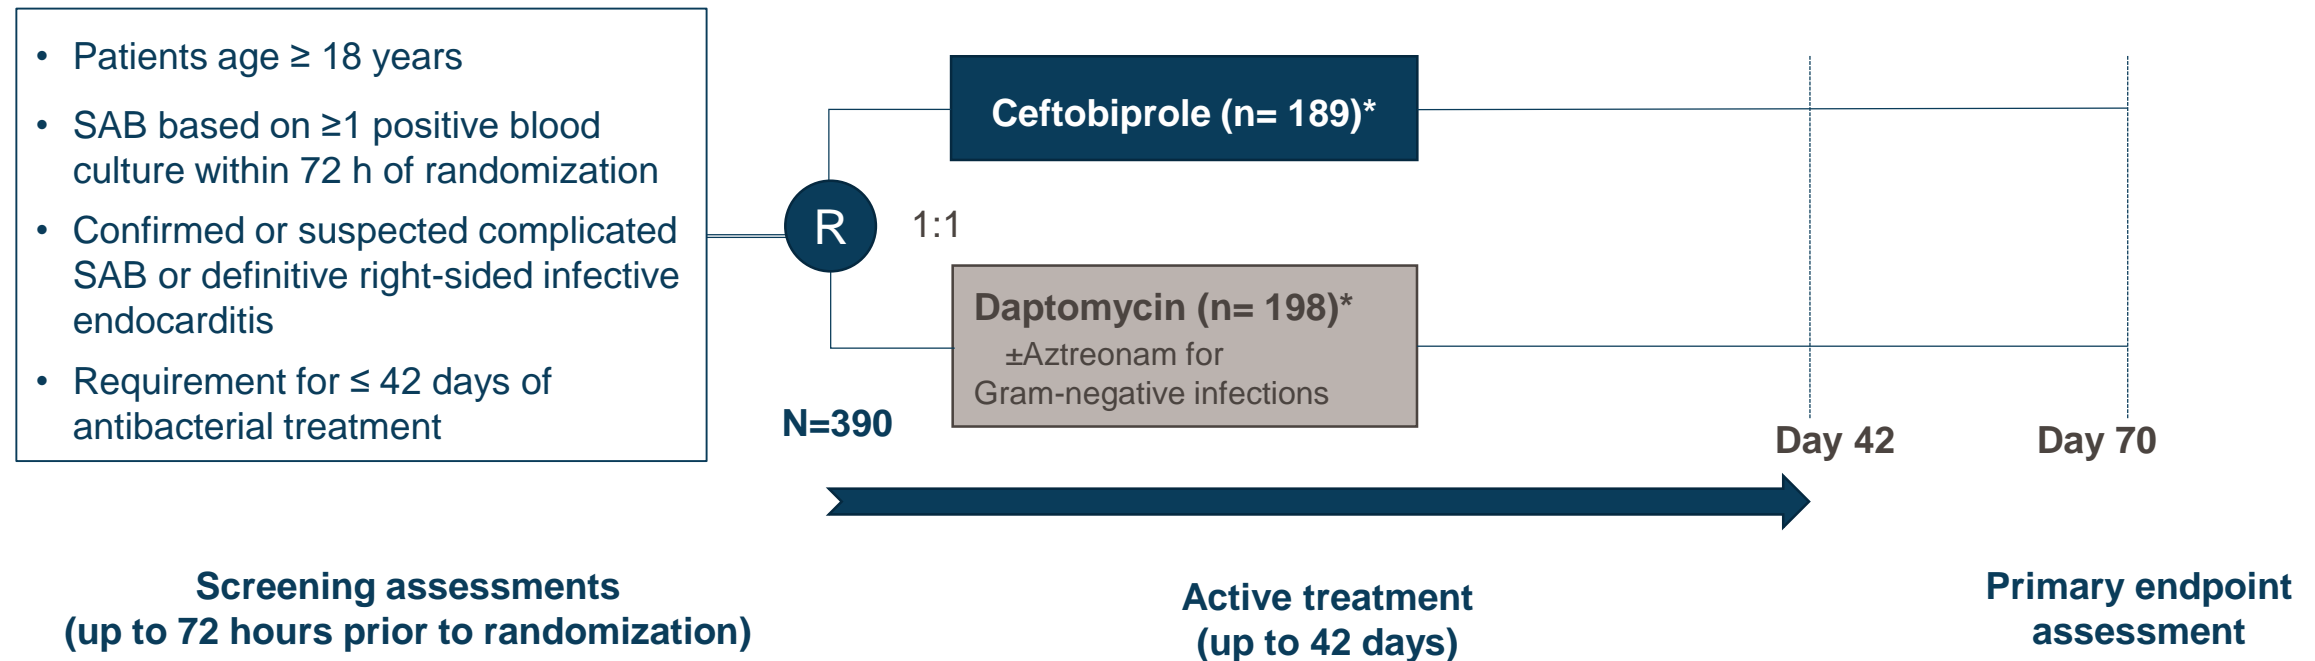 • Patients age ≥ 18 years
• SAB based on ≥1 positive blood
culture within 72 h of randomization
• Confirmed or suspected complicated
SAB or definitive right-sided infective
endocarditis
• Requirement for ≤ 42 days of
antibacterial treatment
R
1:1
N=390
Ceftobiprole (n= 189)*
Daptomycin (n= 198)*
±Aztreonam for
Gram-negative infections
Day 42
Day 70
Screening assessments
(up to 72 hours prior to randomization)
Active treatment
(up to 42 days)
Primary endpoint
assessment